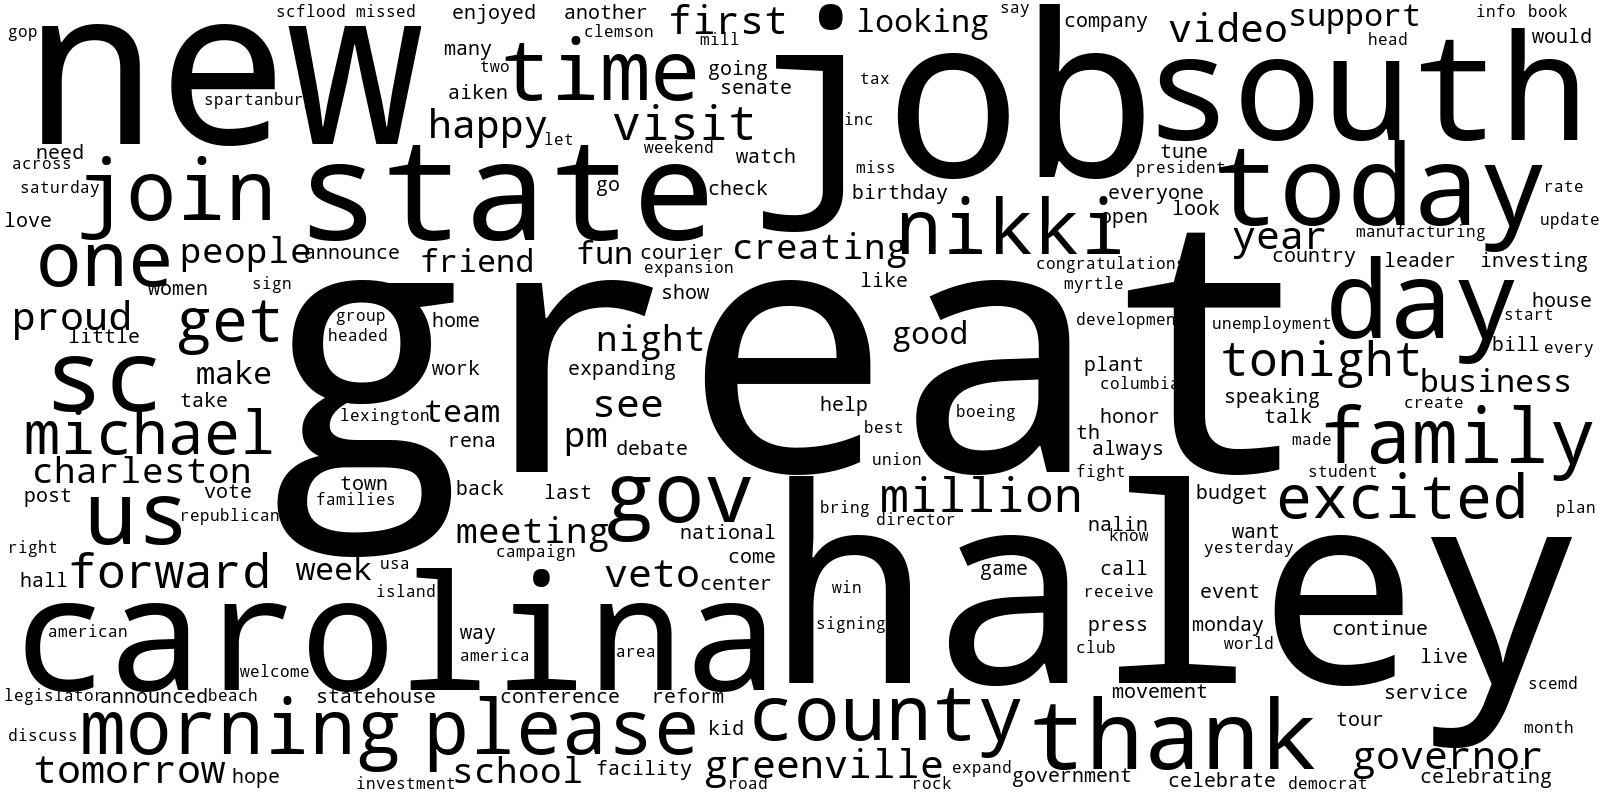 scflood missed enjoyed another first looking say company video support info book
gop new many clemson mill job head would
two time going south
aiken senate tax
spartanbur
happy visit inc
need let weekend watch tune
across join state miss president today
saturday go check birthday everyone rate
love nikki open look update
one people announce friend fun courier creating year manufacturing
expansion congratulations country leader investing
women sign show like myrtle day house
proud get great group home development unemployment start
little headed night good bill every
sc make work expanding plant tonight business
take columbia speaking create
michael lexington team see help boeing honor talk family
rena pm debate best th always made
charleston union fight student
post vote town back last gov million budget excited plan
us republican families bring
meeting national director nalin want
right campaign come know yesterday
hall forward week usa veto center haley game call
island win receive event
carolina signing press monday continue
american way america area club world live
welcome
legislator announced beach statehouse conference reform movement service scemd
discuss morning please kid county thank tour month
tomorrow hope school facility greenville expand governor
investment road rock government celebrate democrat celebrating